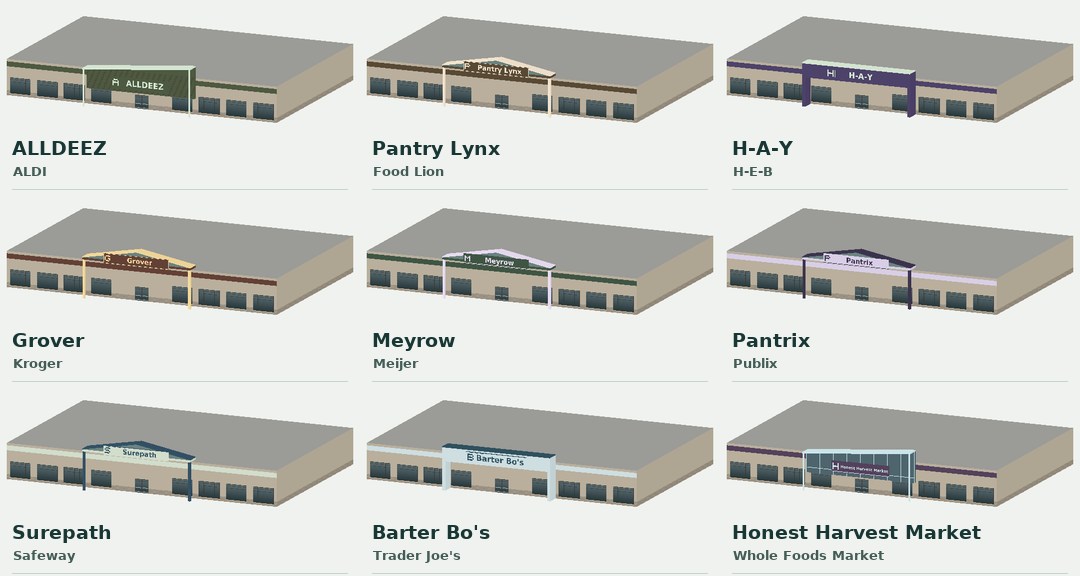 ALLDEEZ
Pantry Lynx
H-A-Y
ALLDEEZ
Pantry Lynx
H-A-Y
ALDI
Food Lion
H-E-B
G Grover
M Meyrow
P Pantrix
Grover
Meyrow
Pantrix
Kroger
Meijer
Publix
S Surepath
B Barter Bo's
H Honest Harvest Market
Surepath
Barter Bo's
Honest Harvest Market
Safeway
Trader Joe's
Whole Foods Market